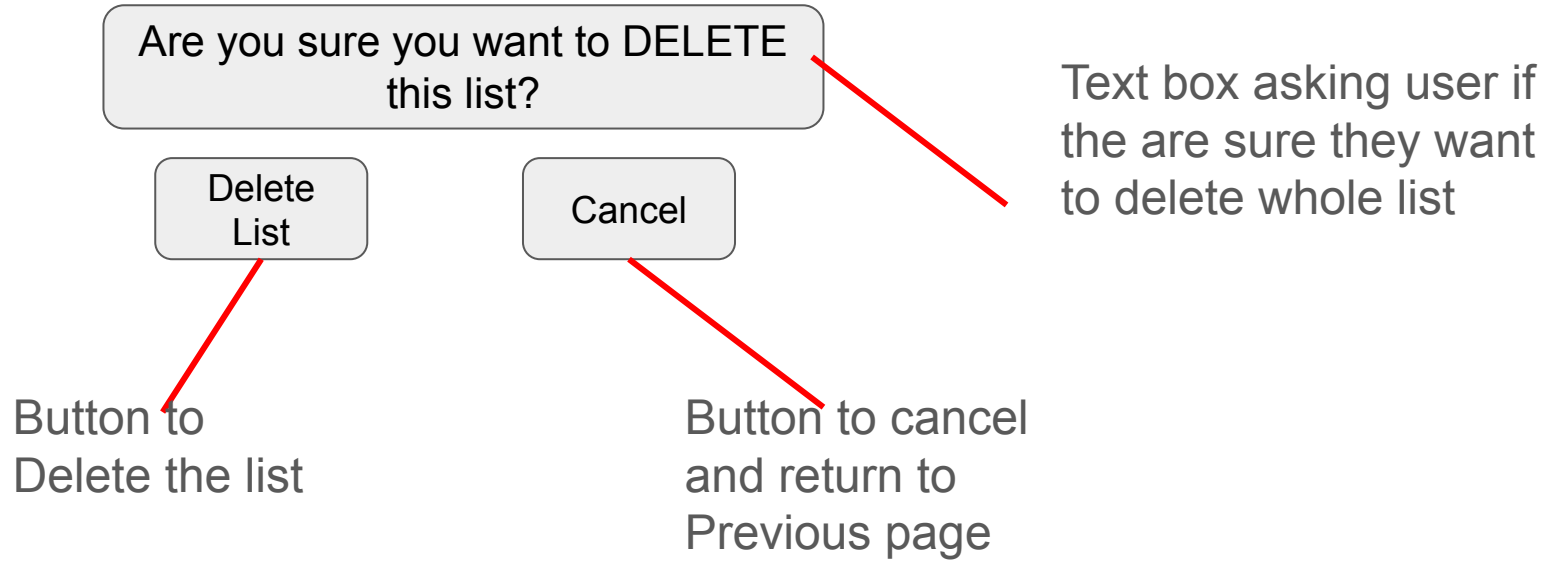 Are you sure you want to DELETE
this list?
Text box asking user if
the are sure they want
to delete whole list
Delete
List
Cancel
Button to
Delete the list
Button to cancel
and return to
Previous page